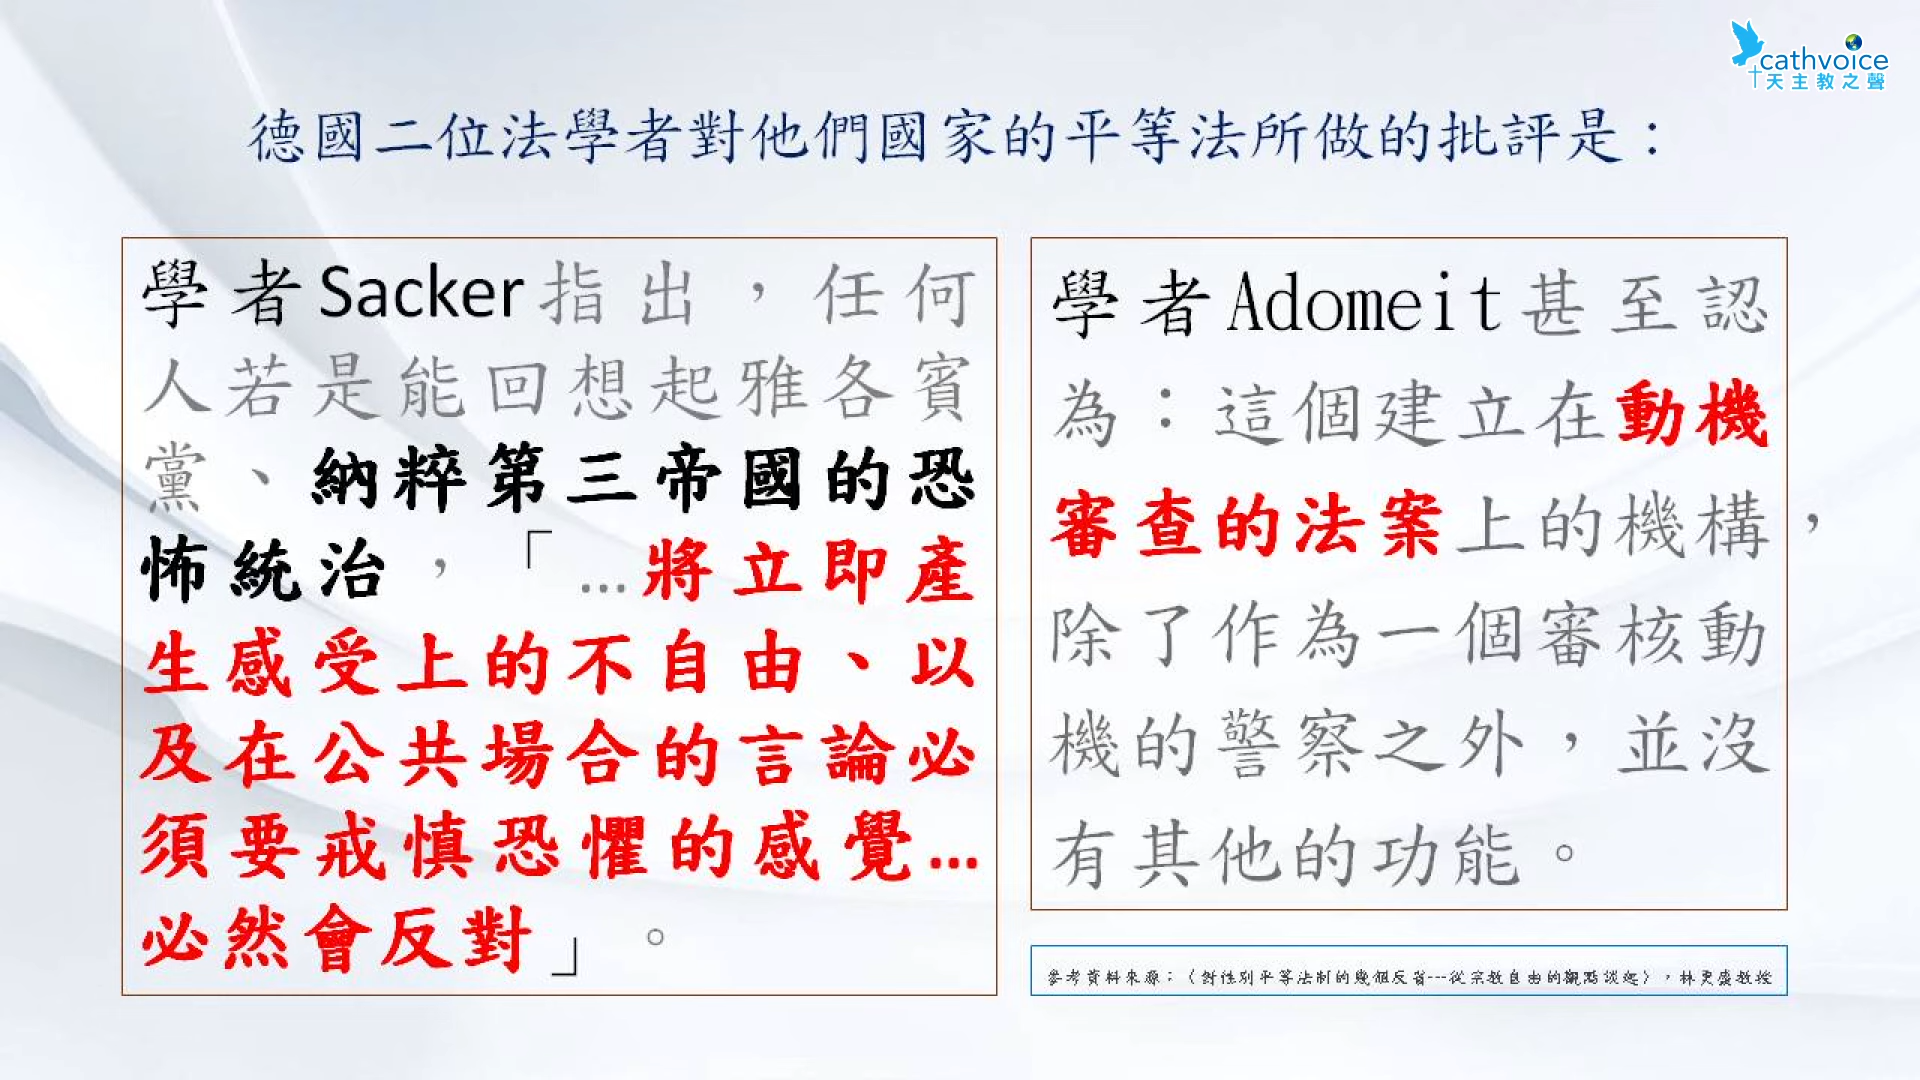 cathvoice
天主教之聲
德國二位法學者對他們國家的平等法所做的批評是：
學者Sacker指出，任何
人若是能回想起雅各賓
黨、納粹第三帝國的恐
怖統治，「…將立即產
生感受上的不自由、以
及在公共場合的言論必
須要戒慎恐懼的感覺…
必然會反對」。
學者Adomeit甚至認
為：這個建立在動機
審查的法案上的機構，
除了作為一個審核動
機的警察之外，並沒
有其他的功能。
參考資料來源：〈對性別平等法制的幾個反省---從宗教自由的觀點談起〉，林更盛教授